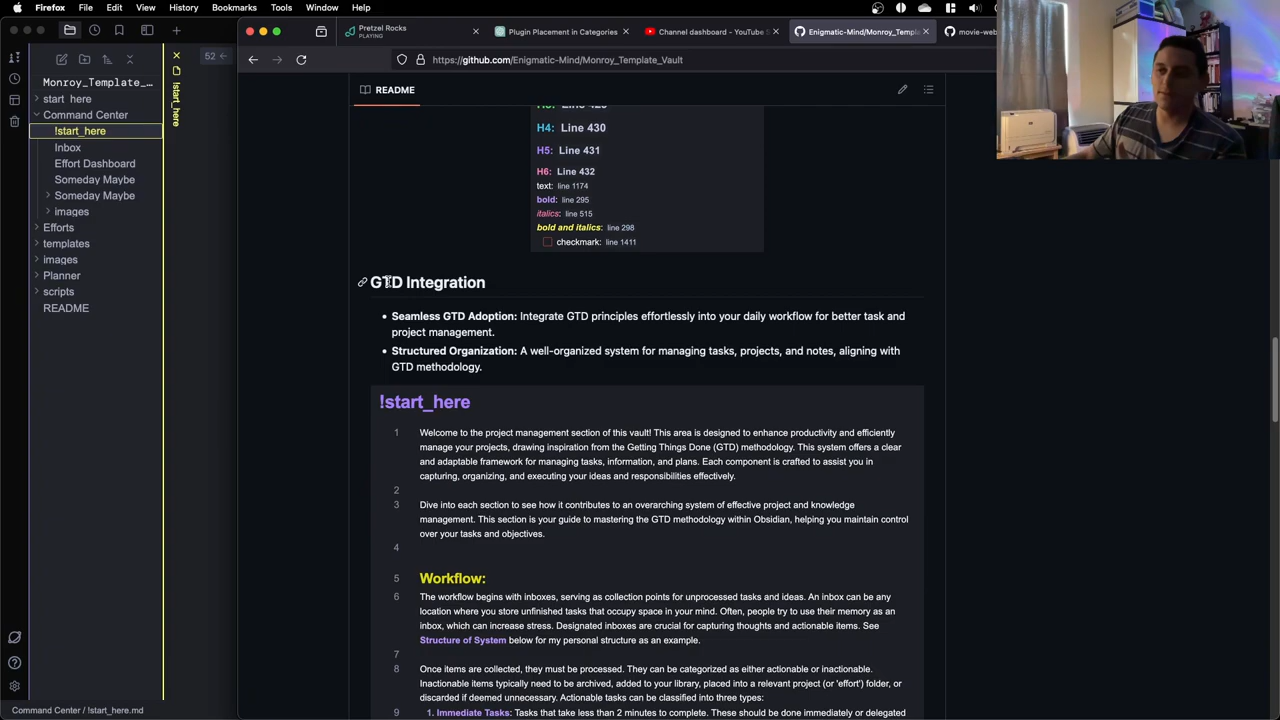 Firefox File Edit View History Bookmarks Tools Window Help
Pretzel Rocks
PLAYING
Plugin Placement in Categories
Channel dashboard - YouTube S
Enigmatic-Mind/Monroy_Templa
movie-web
52
https://github.com/Enigmatic-Mind/Monroy_Template_Vault
Monroy_Template_...
start here
Command Center
!start_here
Inbox
Effort Dashboard
Someday Maybe
Someday Maybe
images
Efforts
templates
images
Planner
scripts
README
!start_here
Command Center / !start_here.md
README
H4: Line 430
H5: Line 431
H6: Line 432
text: line 1174
bold: line 295
italics: line 515
bold and italics: line 298
checkmark: line 1411
GTD Integration
Seamless GTD Adoption: Integrate GTD principles effortlessly into your daily workflow for better task and
project management.
Structured Organization: A well-organized system for managing tasks, projects, and notes, aligning with
GTD methodology.
!start_here
1 Welcome to the project management section of this vault! This area is designed to enhance productivity and efficiently
manage your projects, drawing inspiration from the Getting Things Done (GTD) methodology. This system offers a clear
and adaptable framework for managing tasks, information, and plans. Each component is crafted to assist you in
capturing, organizing, and executing your ideas and responsibilities effectively.
2
3 Dive into each section to see how it contributes to an overarching system of effective project and knowledge
management. This section is your guide to mastering the GTD methodology within Obsidian, helping you maintain control
over your tasks and objectives.
4
5 Workflow:
6 The workflow begins with inboxes, serving as collection points for unprocessed tasks and ideas. An inbox can be any
location where you store unfinished tasks that occupy space in your mind. Often, people try to use their memory as an
inbox, which can increase stress. Designated inboxes are crucial for capturing thoughts and actionable items. See
Structure of System below for my personal structure as an example.
7
8 Once items are collected, they must be processed. They can be categorized as either actionable or inactionable.
Inactionable items typically need to be archived, added to your library, placed into a relevant project (or 'effort') folder, or
discarded if deemed unnecessary. Actionable tasks can be classified into three types:
9 1. Immediate Tasks: Tasks that take less than 2 minutes to complete. These should be done immediately or delegated